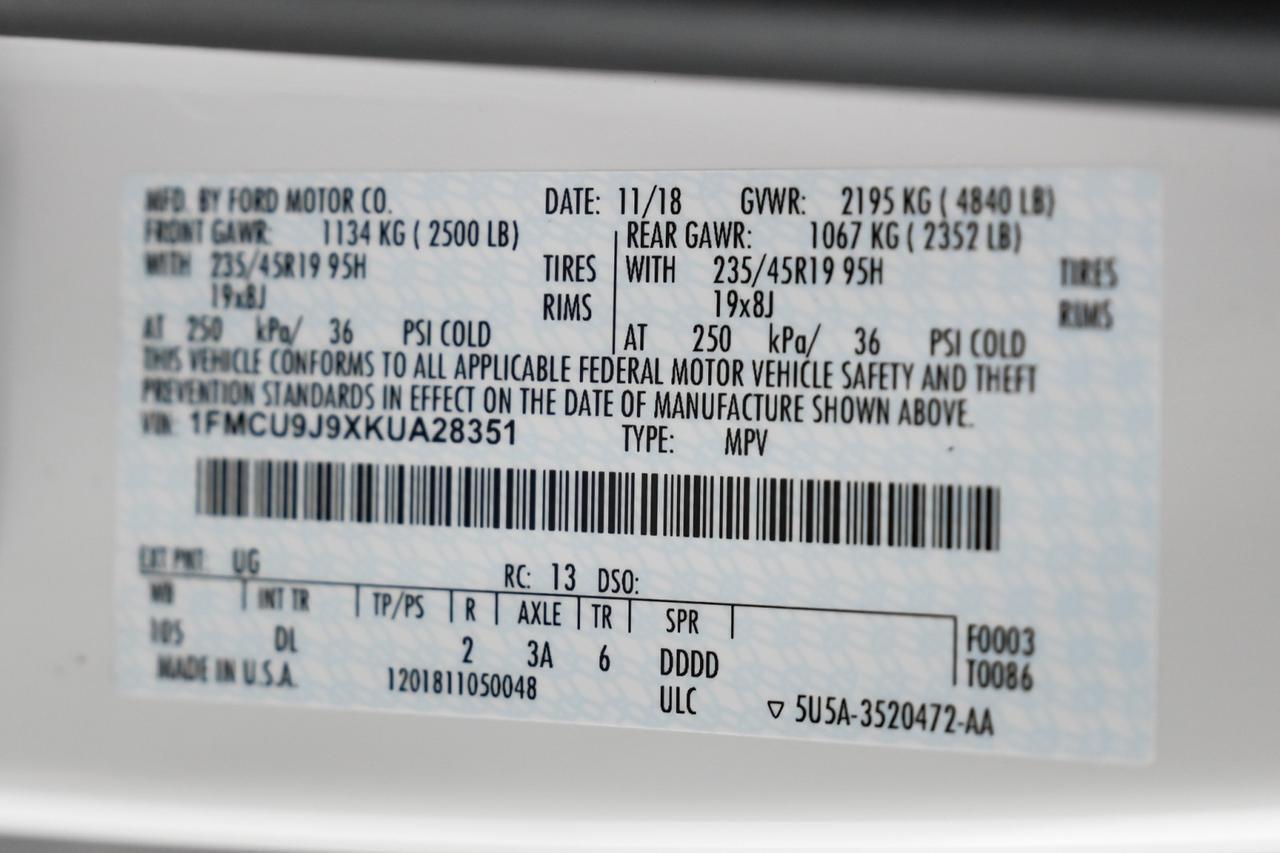 MFD. BY FORD MOTOR CO. DATE: 11/18 GVWR: 2195 KG ( 4840 LB)
FRONT GAWR: 1134 KG ( 2500 LB) REAR GAWR: 1067 KG ( 2352 LB)
WITH 235/45R19 95H TIRES WITH 235/45R19 95H TIRES
19x8J RIMS 19x8J RIMS
AT 250 kPa/ 36 PSI COLD AT 250 kPa/ 36 PSI COLD
THIS VEHICLE CONFORMS TO ALL APPLICABLE FEDERAL MOTOR VEHICLE SAFETY AND THEFT
PREVENTION STANDARDS IN EFFECT ON THE DATE OF MANUFACTURE SHOWN ABOVE.
VIN: 1FMCU9J9XKUA28351 TYPE: MPV
EXT PNT: UG RC: 13 DSO:
WB INT TR TP/PS R AXLE TR SPR
105 DL 2 3A 6 DDDD F0003
T0086
MADE IN U.S.A. 1201811050048 ULC ▽ 5U5A-3520472-AA